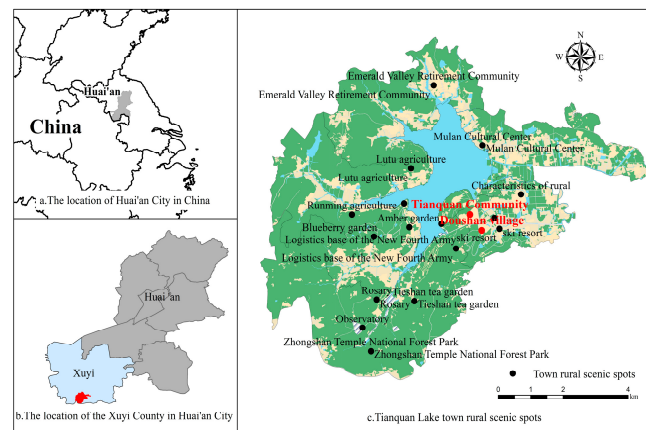 Huai'an
China
a.The location of Huai'an City in China
Huai'an
Xuyi
b.The location of the Xuyi County in Huai'an City
N
W E
S
Emerald Valley Retirement Community
Emerald Valley Retirement Community
Mulan Cultural Center
Mulan Cultural Center
Lutu agriculture
Lutu agriculture
Characteristics of rural
Runming agriculture
Tianquan Community
Amber garden
Blueberry garden
ski resort
Logistics base of the New Fourth Army
ski resort
Logistics base of the New Fourth Army
Rosary
Tieshan tea garden
Rosary
Tieshan tea garden
Observatory
Zhongshan Temple National Forest Park
Zhongshan Temple National Forest Park
Town rural scenic spots
0 1 2 4
km
c.Tianquan Lake town rural scenic spots